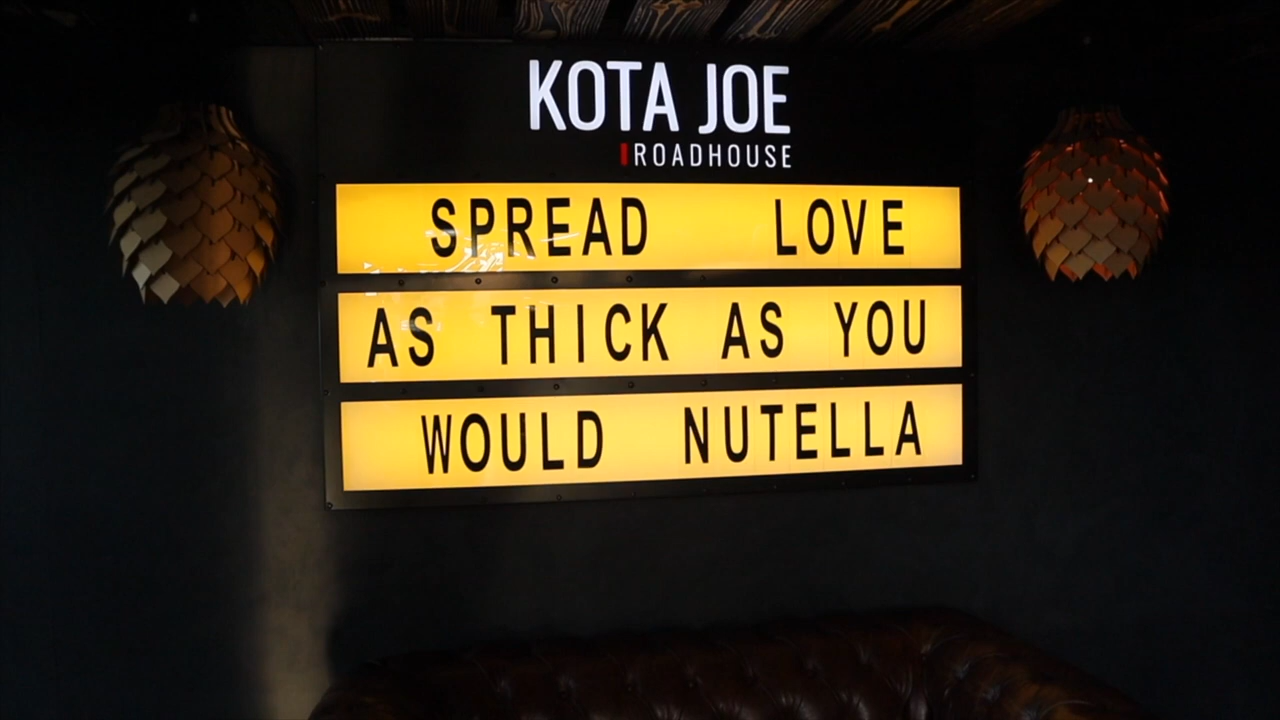 KOTA JOE
ROADHOUSE
SPREAD LOVE
AS THICK AS YOU
WOULD NUTELLA